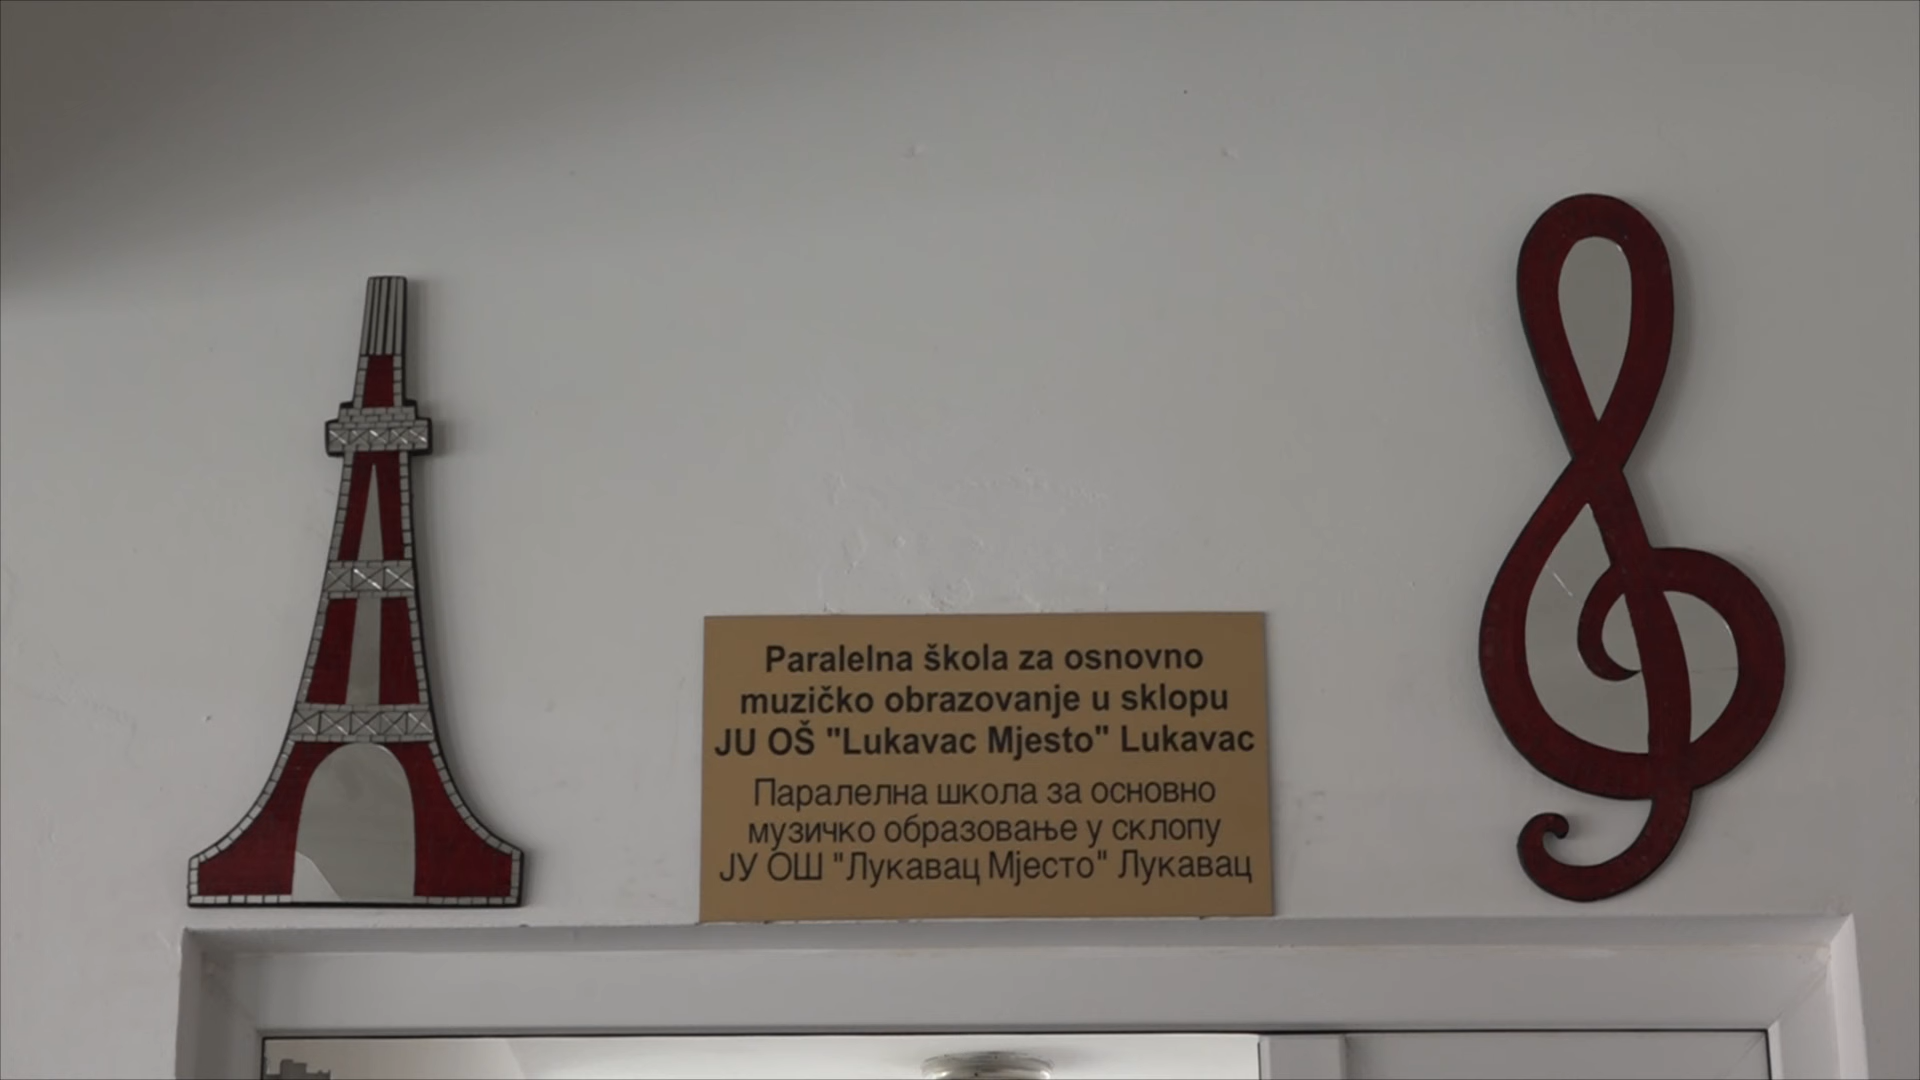 Paralelna škola za osnovno
muzičko obrazovanje u sklopu
JU OŠ "Lukavac Mjesto" Lukavac
Паралелна школа за основно
музичко образовање у склопу
ЈУ ОШ "Лукавац Мјесто" Лукавац